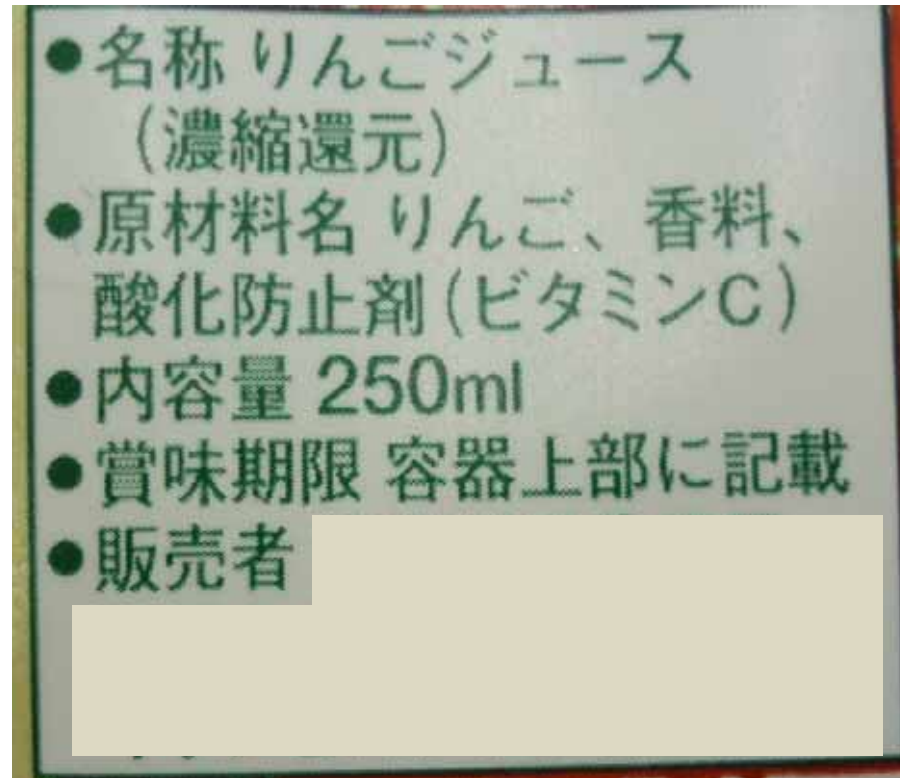 ●名称 りんごジュース
(濃縮還元)
●原材料名 りんご、香料、
酸化防止剤(ビタミンC)
●内容量 250ml
●賞味期限 容器上部に記載
●販売者